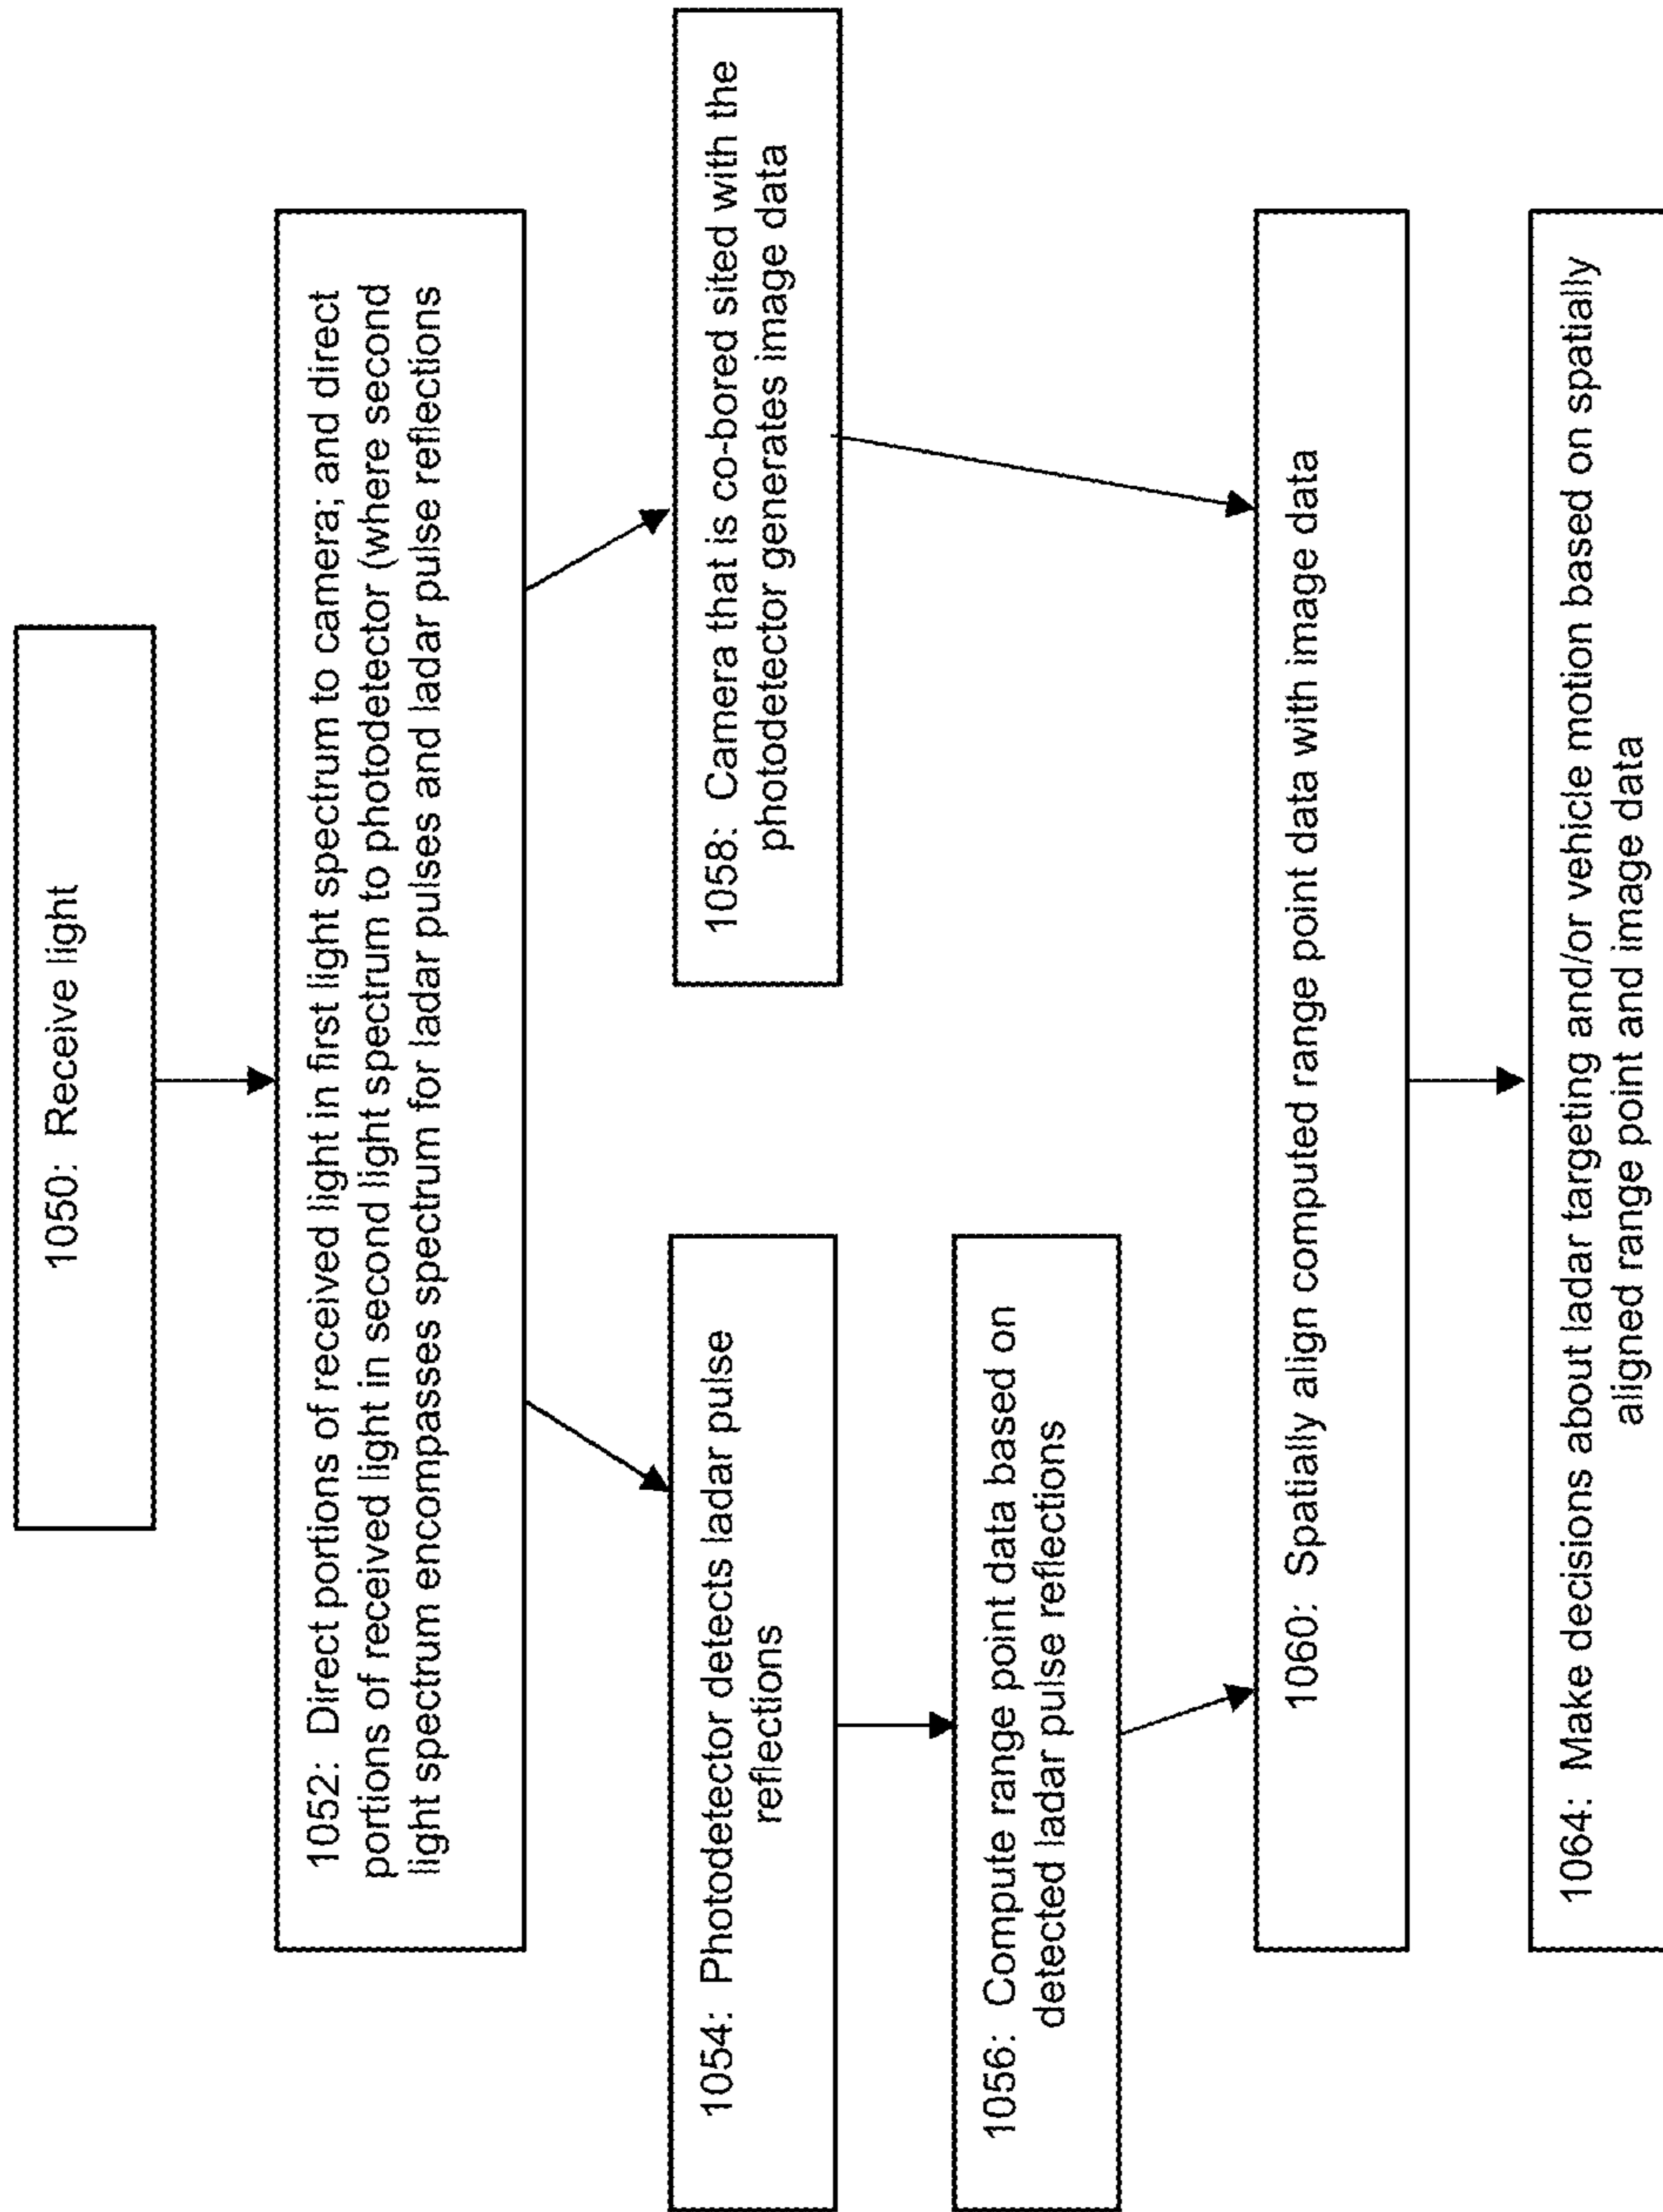 1050: Receive light
1052: Direct portions of received light in first light spectrum to camera; and direct
portions of received light in second light spectrum to photodetector (where second
light spectrum encompasses spectrum for ladar pulses and ladar pulse reflections
1054: Photodetector detects ladar pulse
reflections
1058: Camera that is co-bored sited with the
photodetector generates image data
1056: Compute range point data based on
detected ladar pulse reflections
1060: Spatially align computed range point data with image data
1064: Make decisions about ladar targeting and/or vehicle motion based on spatially
aligned range point and image data